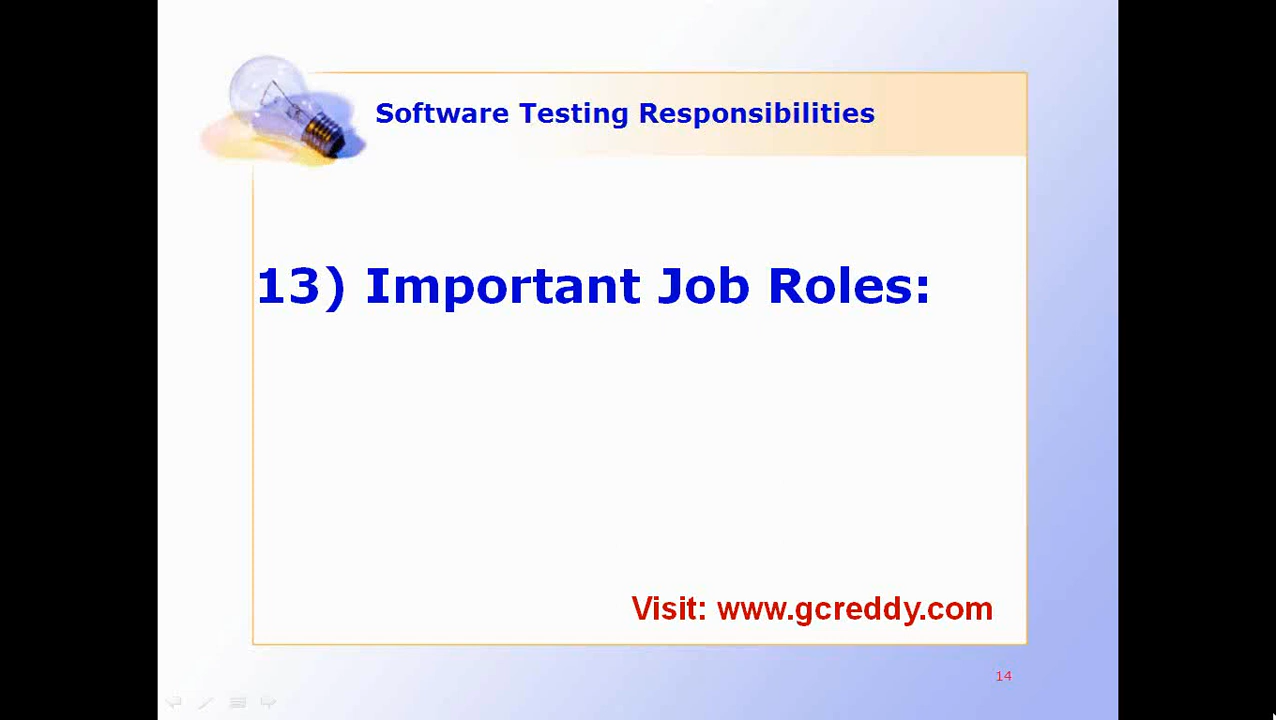 Software Testing Responsibilities
13) Important Job Roles:
Visit: www.gcreddy.com
14